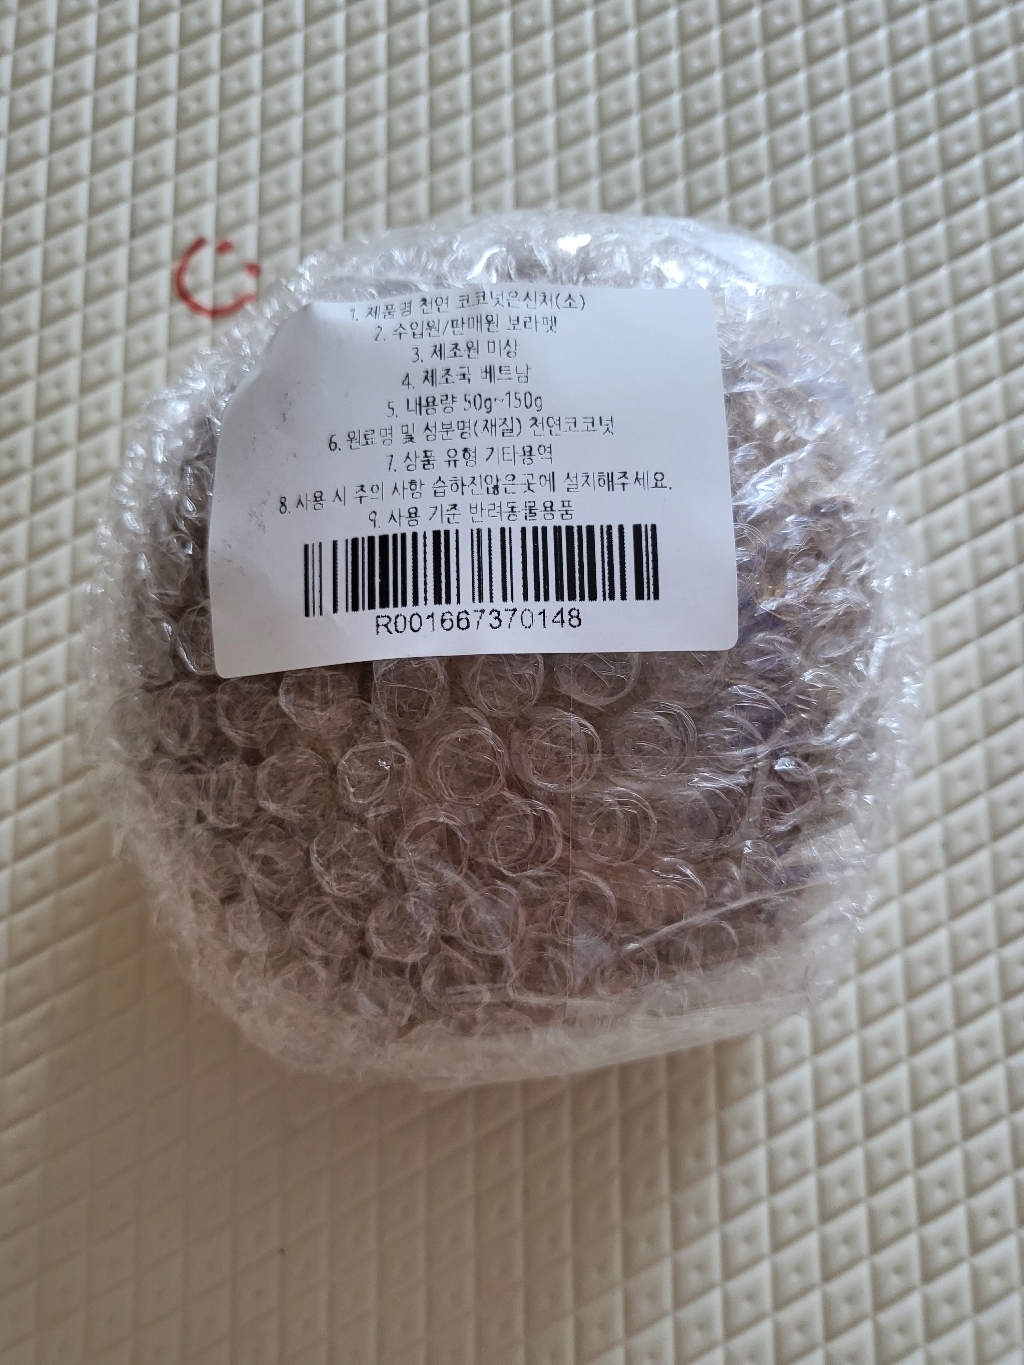 1. 제품명 천연 코코넛은신처(소)
2. 수입원/판매원 보라펫
3. 제조원 미상
4. 제조국 베트남
5. 내용량 50g~150g
6. 원료명 및 성분명(재질) 천연코코넛
7. 상품 유형 기타용역
8. 사용 시 주의 사항 습하진않은곳에 설치해주세요.
9. 사용 기준 반려동물용품
R001667370148